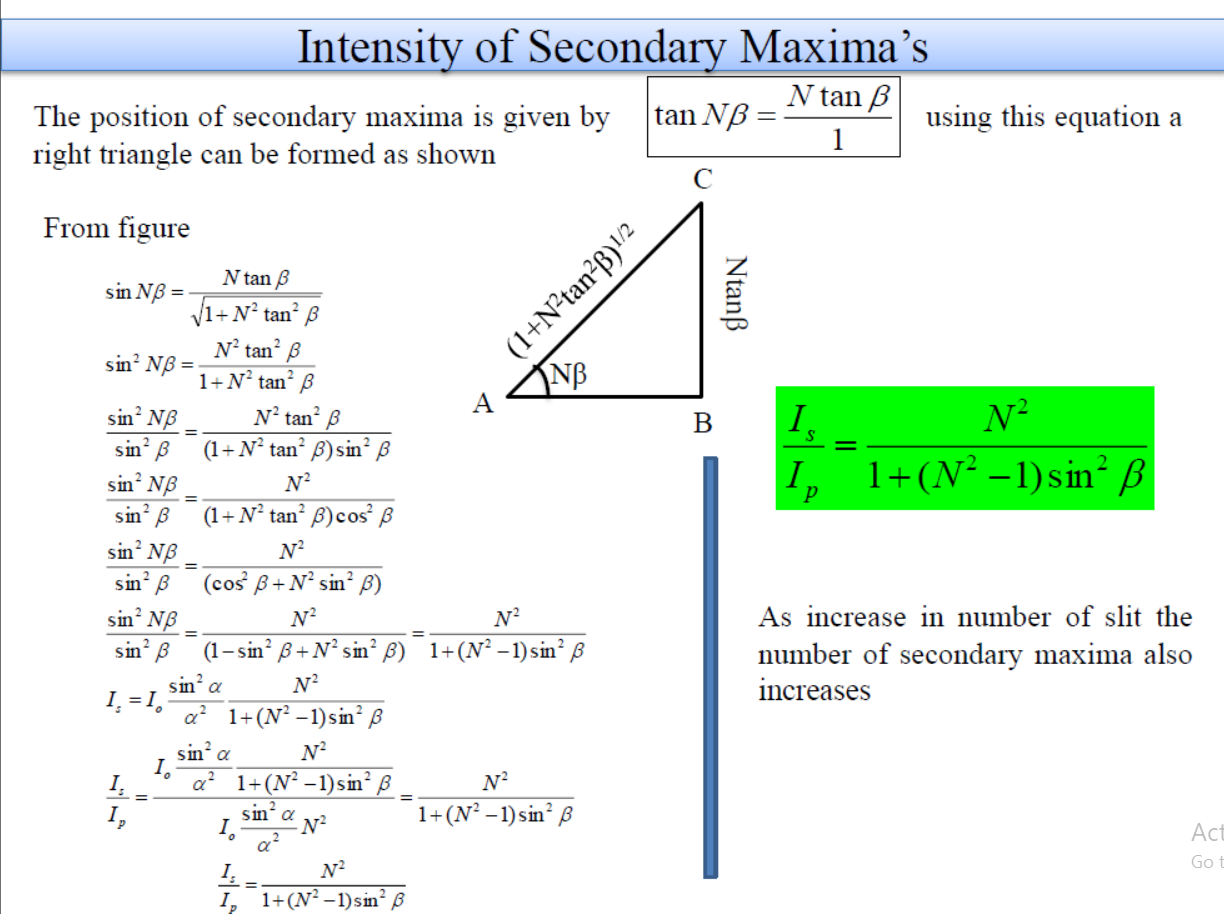 Intensity of Secondary Maxima's
The position of secondary maxima is given by tan Nβ = N tan β / 1 using this equation a
right triangle can be formed as shown
From figure
C
(1+N²tan²β)^1/2
Ntanβ
Nβ
A
B
sin Nβ = N tan β / √(1 + N² tan² β)
sin² Nβ = N² tan² β / (1 + N² tan² β)
sin² Nβ / sin² β = N² tan² β / ((1 + N² tan² β) sin² β)
sin² Nβ / sin² β = N² / ((1 + N² tan² β) cos² β)
sin² Nβ / sin² β = N² / (cos² β + N² sin² β)
sin² Nβ / sin² β = N² / (1 − sin² β + N² sin² β) = N² / (1 + (N² − 1) sin² β)
I_s = I_o (sin² α / α²) (N² / (1 + (N² − 1) sin² β))
I_s / I_p = (I_o (sin² α / α²) (N² / (1 + (N² − 1) sin² β))) / (I_o (sin² α / α²) N²) = N² / (1 + (N² − 1) sin² β)
I_s / I_p = N² / (1 + (N² − 1) sin² β)
I_s / I_p = N² / (1 + (N² − 1) sin² β)
As increase in number of slit the
number of secondary maxima also
increases
Act
Go t